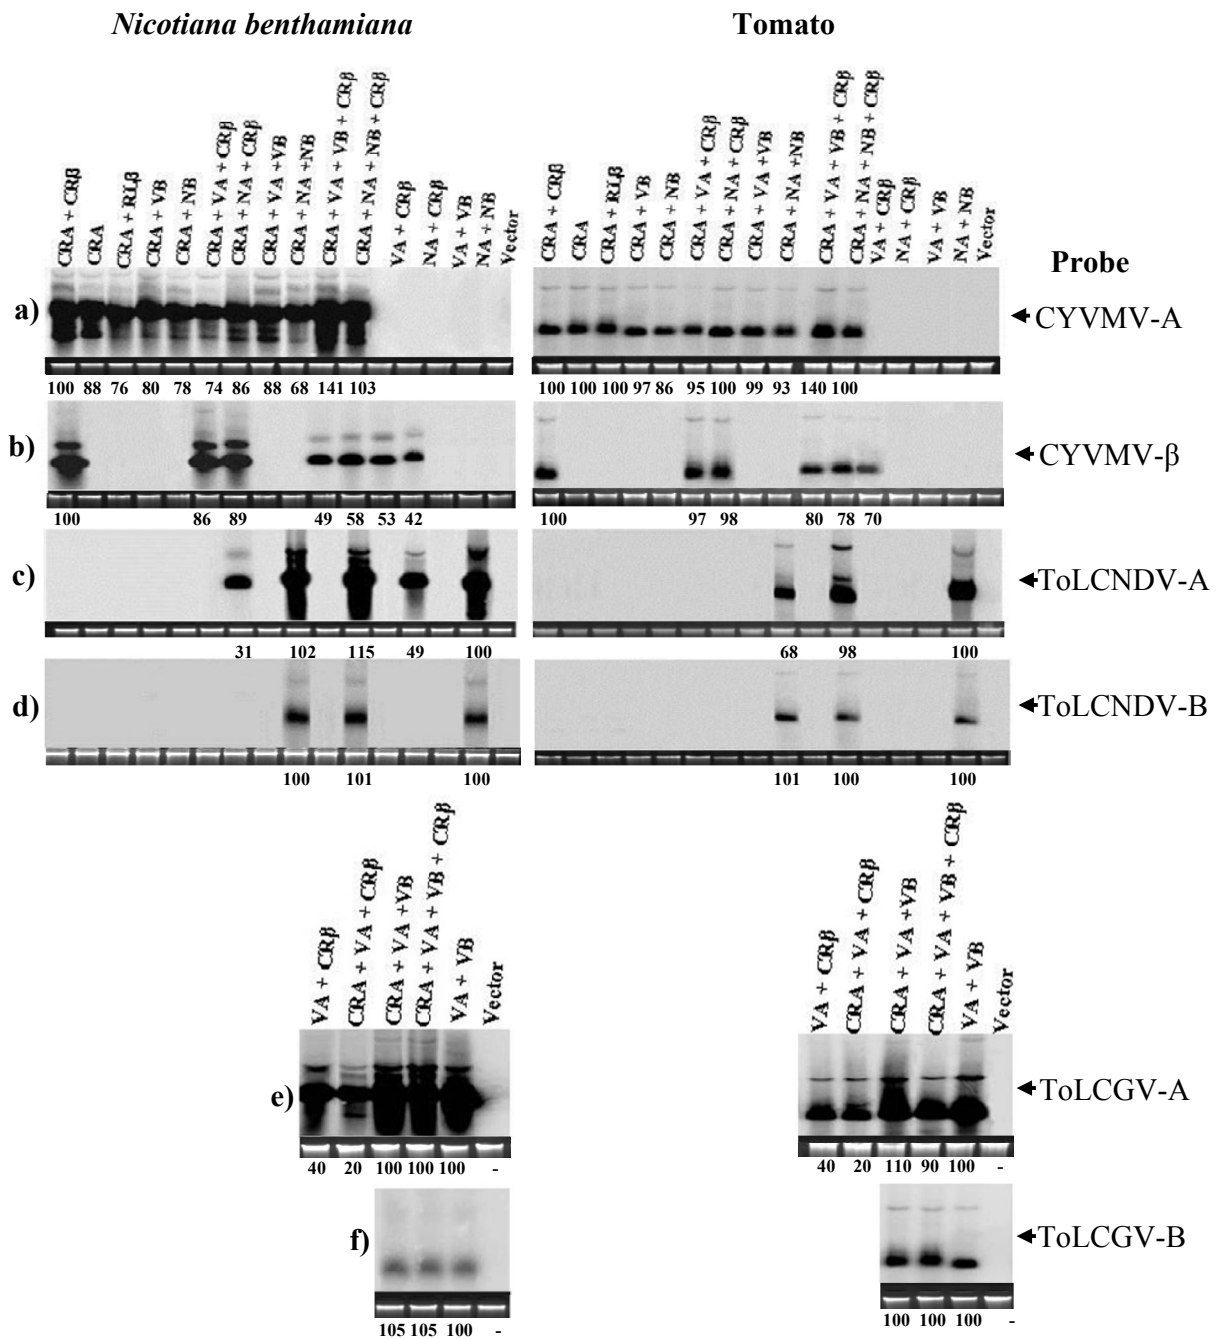 Nicotiana benthamiana
Tomato
CRA + CRβ
CRA
CRA + RLβ
CRA + VB
CRA + NB
CRA + VA + CRβ
CRA + NA + CRβ
CRA + VA + VB
CRA + NA + NB
CRA + VA + VB + CRβ
CRA + NA + NB + CRβ
VA + CRβ
NA + CRβ
VA + VB
NA + NB
Vector
CRA + CRβ
CRA
CRA + RLβ
CRA + VB
CRA + NB
CRA + VA + CRβ
CRA + NA + CRβ
CRA + VA + VB
CRA + NA + NB
CRA + VA + VB + CRβ
CRA + NA + NB + CRβ
VA + CRβ
NA + CRβ
VA + VB
NA + NB
Vector
Probe
a)
CYVMV-A
100 88 76 80 78 74 86 88 68 141 103
100 100 100 97 86 95 100 99 93 140 100
b)
CYVMV-β
100 86 89 49 58 53 42
100 97 98 80 78 70
c)
ToLCNDV-A
31 102 115 49 100
68 98 100
d)
ToLCNDV-B
100 101 100
101 100 100
VA + CRβ
CRA + VA + CRβ
CRA + VA + VB
CRA + VA + VB + CRβ
VA + VB
Vector
VA + CRβ
CRA + VA + CRβ
CRA + VA + VB
CRA + VA + VB + CRβ
VA + VB
Vector
e)
ToLCGV-A
40 20 100 100 100 -
40 20 110 90 100 -
f)
ToLCGV-B
105 105 100 -
100 100 100 -